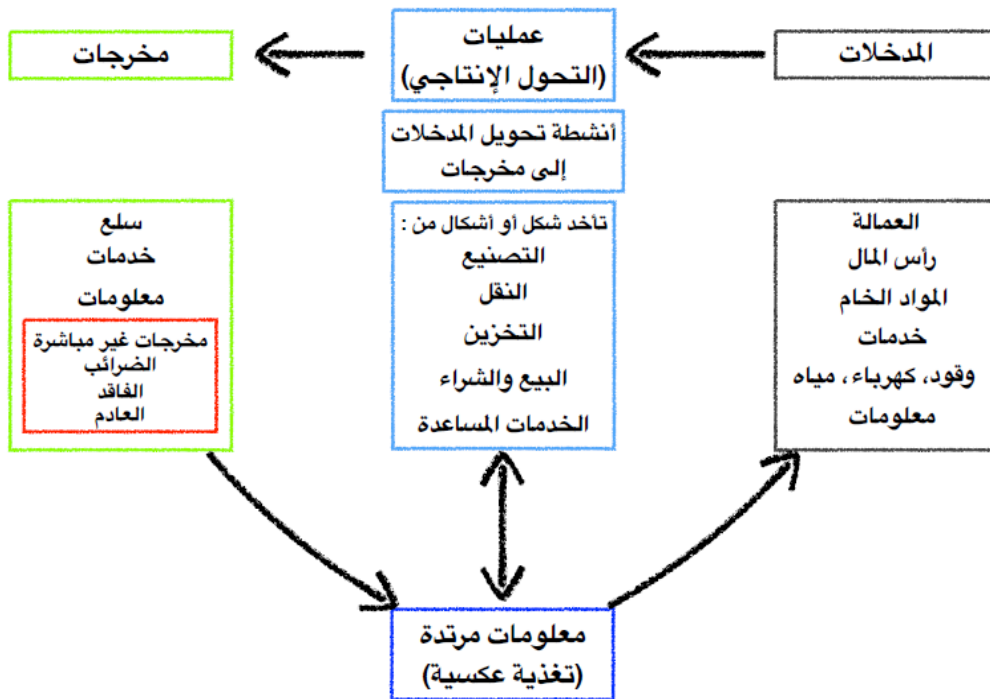 المدخلات
عمليات
(التحول الإنتاجي)
مخرجات
أنشطة تحويل المدخلات
إلى مخرجات
العمالة
رأس المال
المواد الخام
خدمات
وقود، كهرباء ، مياه
معلومات
تأخد شكل أو أشكال من :
التصنيع
النقل
التخزين
البيع والشراء
الخدمات المساعدة
سلع
خدمات
معلومات
مخرجات غير مباشرة
الضرائب
الفاقد
العادم
معلومات مرتدة
(تغذية عكسية)